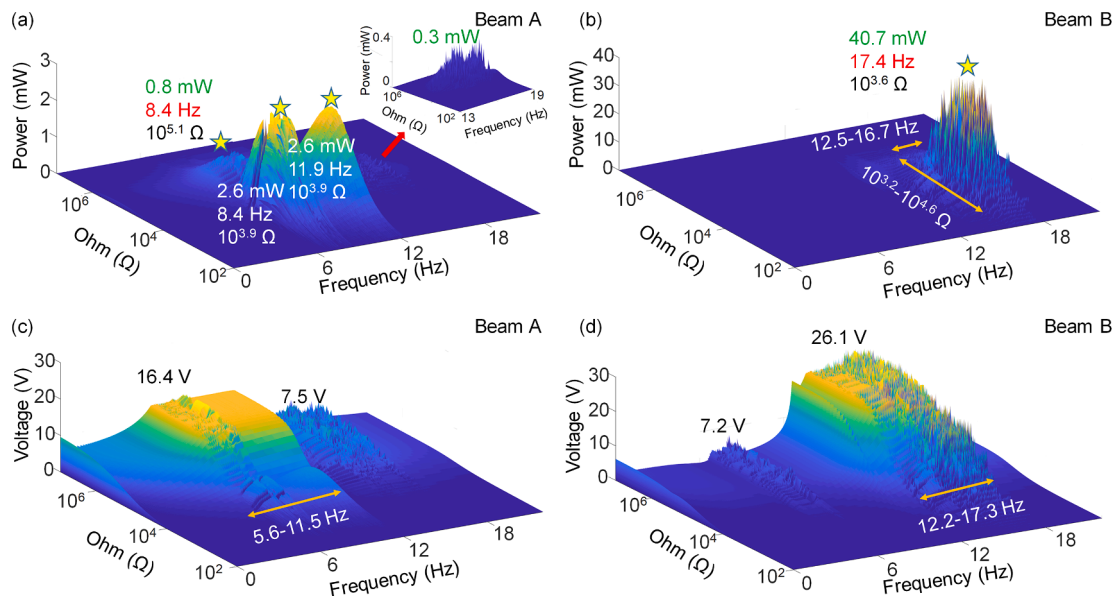 (a)
Beam A
3
2
1
0
Power (mW)
0.8 mW
8.4 Hz
10^5.1 Ω
2.6 mW
8.4 Hz
10^3.9 Ω
2.6 mW
11.9 Hz
10^3.9 Ω
0.3 mW
0.4
0
Power (mW)
10^6
10^2
Ohm (Ω)
13
19
Frequency (Hz)
10^6
10^4
10^2
Ohm (Ω)
0
6
12
18
Frequency (Hz)
(b)
Beam B
40
30
20
10
0
Power (mW)
40.7 mW
17.4 Hz
10^3.6 Ω
12.5-16.7 Hz
10^3.2-10^4.6 Ω
10^6
10^4
10^2
Ohm (Ω)
0
6
12
18
Frequency (Hz)
(c)
Beam A
30
20
10
0
Voltage (V)
16.4 V
7.5 V
5.6-11.5 Hz
10^6
10^4
10^2
Ohm (Ω)
0
6
12
18
Frequency (Hz)
(d)
Beam B
30
20
10
0
Voltage (V)
26.1 V
7.2 V
12.2-17.3 Hz
10^6
10^4
10^2
Ohm (Ω)
0
6
12
18
Frequency (Hz)